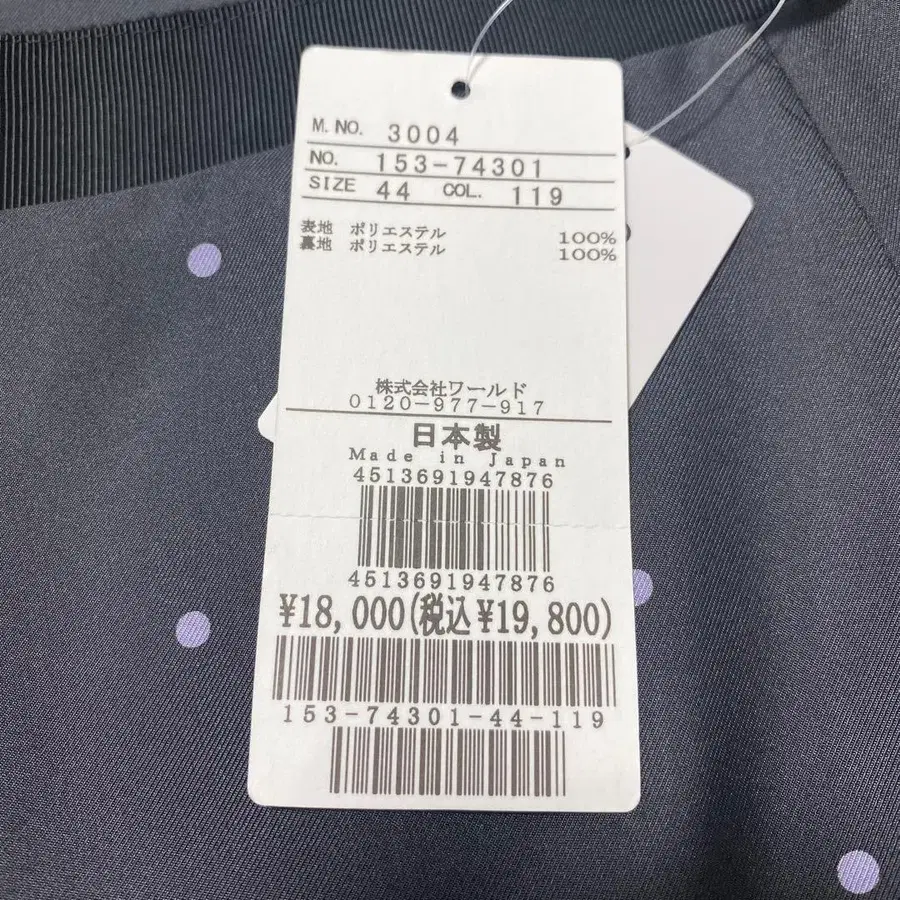 M.NO. 3004
NO. 153-74301
SIZE 44 COL. 119
表地 ポリエステル 100%
裏地 ポリエステル 100%
株式会社ワールド
0120-977-917
日本製
Made in Japan
4513691947876
4513691947876
¥18,000(税込¥19,800)
153-74301-44-119